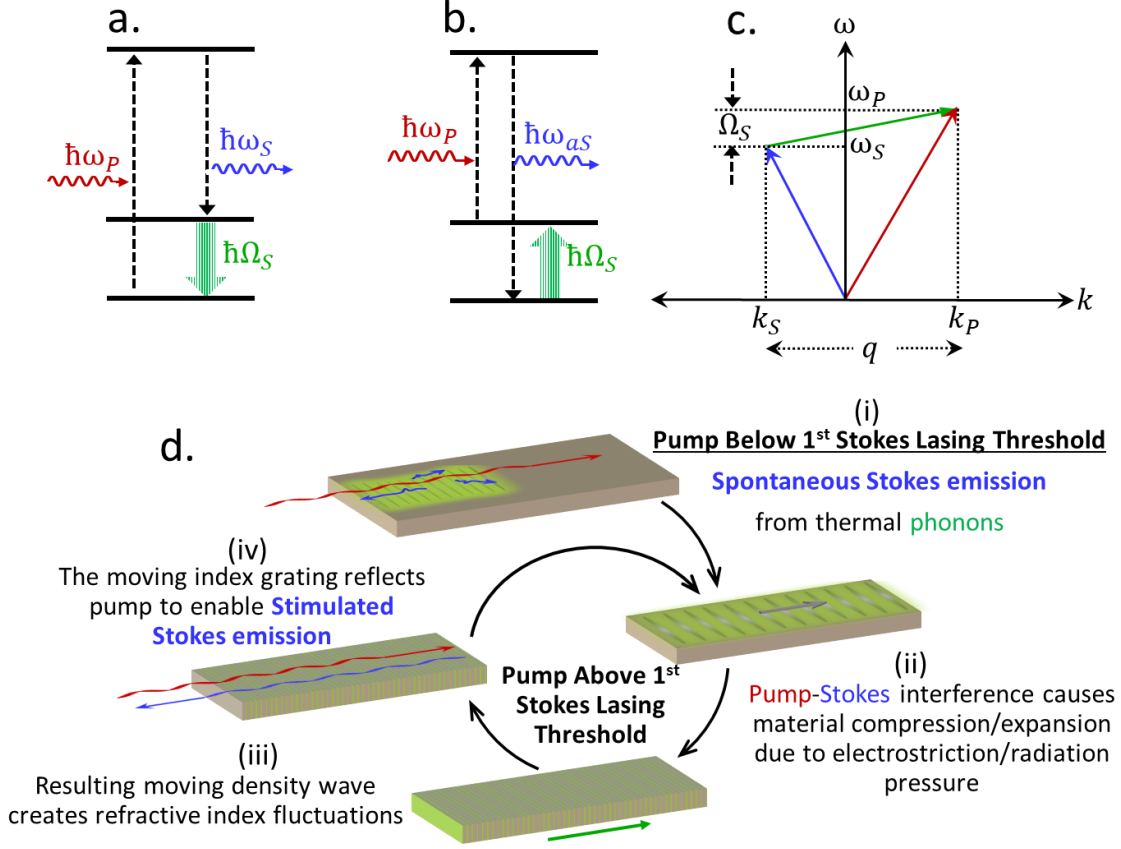 a.
ħω_P
ħω_S
ħΩ_S
b.
ħω_P
ħω_aS
ħΩ_S
c.
ω
ω_P
Ω_S
ω_S
k
k_S
k_P
q
d.
(i)
Pump Below 1st Stokes Lasing Threshold
Spontaneous Stokes emission
from thermal phonons
(ii)
Pump-Stokes interference causes
material compression/expansion
due to electrostriction/radiation
pressure
(iii)
Resulting moving density wave
creates refractive index fluctuations
(iv)
The moving index grating reflects
pump to enable Stimulated
Stokes emission
Pump Above 1st
Stokes Lasing
Threshold